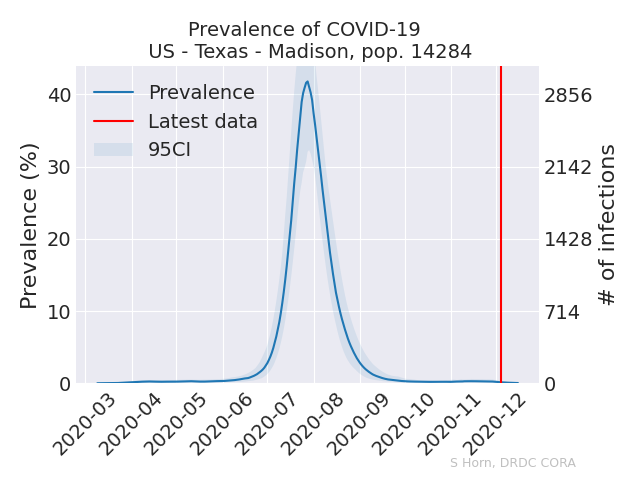 Prevalence of COVID-19
US - Texas - Madison, pop. 14284
Prevalence
Latest data
95CI
Prevalence (%)
40
30
20
10
0
# of infections
2856
2142
1428
714
0
2020-03
2020-04
2020-05
2020-06
2020-07
2020-08
2020-09
2020-10
2020-11
2020-12
S Horn, DRDC CORA